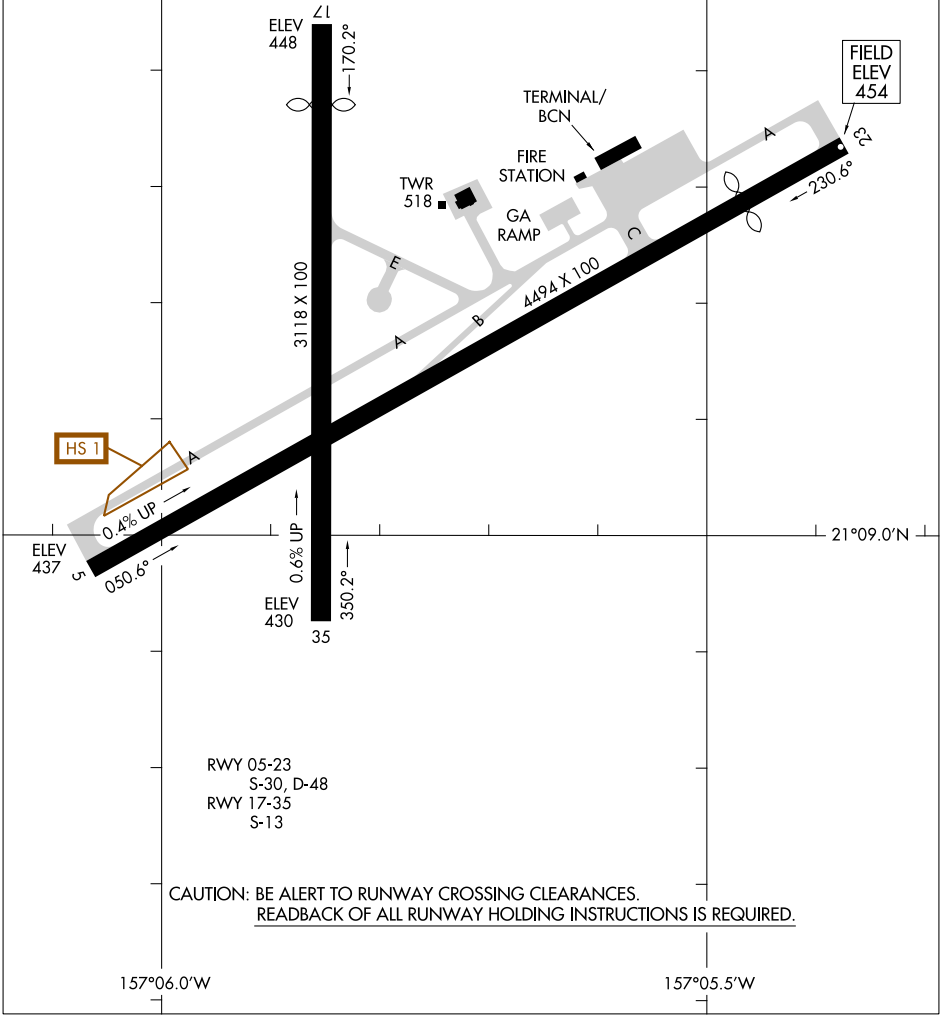 17
ELEV
448
170.2°
FIELD
ELEV
454
TERMINAL/
BCN
A
23
FIRE
STATION
230.6°
TWR
518
GA
RAMP
C
E
3118 X 100
4494 X 100
B
A
HS 1
A
0.4% UP
0.6% UP
21°09.0'N
ELEV
437
5
050.6°
350.2°
ELEV
430
35
RWY 05-23
S-30, D-48
RWY 17-35
S-13
CAUTION: BE ALERT TO RUNWAY CROSSING CLEARANCES.
READBACK OF ALL RUNWAY HOLDING INSTRUCTIONS IS REQUIRED.
157°06.0'W
157°05.5'W